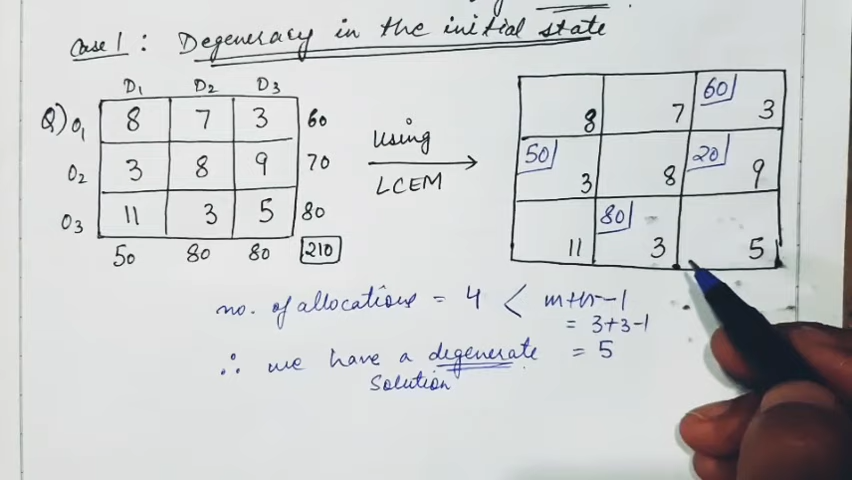 Case 1 : Degeneracy in the initial state
D1 D2 D3
Q) O1 8 7 3 60
O2 3 8 9 70
O3 11 3 5 80
50 80 80 210
Using
LCEM
8 7 60 3
50 3 8 20 9
11 80 3 5
no. of allocations = 4 < m+n-1
= 3+3-1
∴ we have a degenerate = 5
Solution